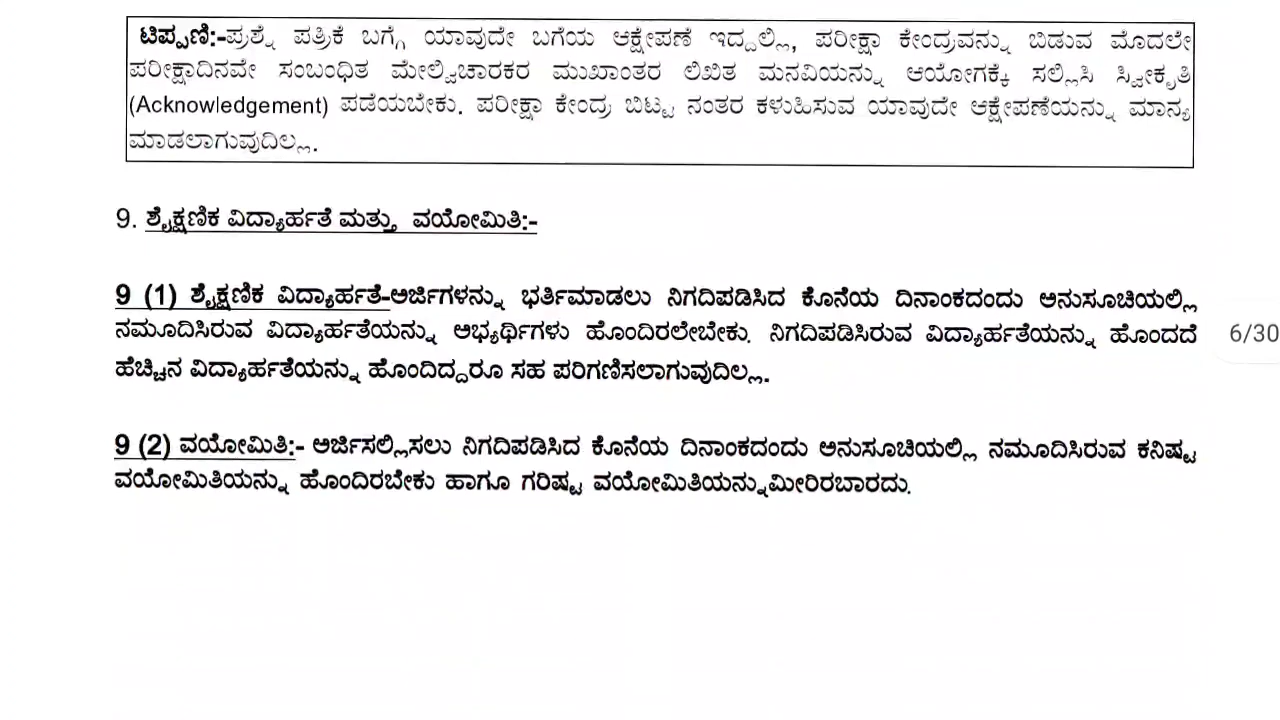 ಟಿಪ್ಪಣಿ:-ಪ್ರಶ್ನೆ ಪತ್ರಿಕೆ ಬಗ್ಗೆ ಯಾವುದೇ ಬಗೆಯ ಆಕ್ಷೇಪಣೆ ಇದ್ದಲ್ಲಿ, ಪರೀಕ್ಷಾ ಕೇಂದ್ರವನ್ನು ಬಿಡುವ ಮೊದಲೇ
ಪರೀಕ್ಷಾದಿನವೇ ಸಂಬಂಧಿತ ಮೇಲ್ವಿಚಾರಕರ ಮುಖಾಂತರ ಲಿಖಿತ ಮನವಿಯನ್ನು ಆಯೋಗಕ್ಕೆ ಸಲ್ಲಿಸಿ ಸ್ವೀಕೃತಿ
(Acknowledgement) ಪಡೆಯಬೇಕು. ಪರೀಕ್ಷಾ ಕೇಂದ್ರ ಬಿಟ್ಟ ನಂತರ ಕಳುಹಿಸುವ ಯಾವುದೇ ಆಕ್ಷೇಪಣೆಯನ್ನು ಮಾನ್ಯ
ಮಾಡಲಾಗುವುದಿಲ್ಲ.
9. ಶೈಕ್ಷಣಿಕ ವಿದ್ಯಾರ್ಹತೆ ಮತ್ತು ವಯೋಮಿತಿ:-
9 (1) ಶೈಕ್ಷಣಿಕ ವಿದ್ಯಾರ್ಹತೆ-ಅರ್ಜಿಗಳನ್ನು ಭರ್ತಿಮಾಡಲು ನಿಗದಿಪಡಿಸಿದ ಕೊನೆಯ ದಿನಾಂಕದಂದು ಅನುಸೂಚಿಯಲ್ಲಿ
ನಮೂದಿಸಿರುವ ವಿದ್ಯಾರ್ಹತೆಯನ್ನು ಅಭ್ಯರ್ಥಿಗಳು ಹೊಂದಿರಲೇಬೇಕು. ನಿಗದಿಪಡಿಸಿರುವ ವಿದ್ಯಾರ್ಹತೆಯನ್ನು ಹೊಂದದೆ
6/30
ಹೆಚ್ಚಿನ ವಿದ್ಯಾರ್ಹತೆಯನ್ನು ಹೊಂದಿದ್ದರೂ ಸಹ ಪರಿಗಣಿಸಲಾಗುವುದಿಲ್ಲ.
9 (2) ವಯೋಮಿತಿ:- ಅರ್ಜಿಸಲ್ಲಿಸಲು ನಿಗದಿಪಡಿಸಿದ ಕೊನೆಯ ದಿನಾಂಕದಂದು ಅನುಸೂಚಿಯಲ್ಲಿ ನಮೂದಿಸಿರುವ ಕನಿಷ್ಟ
ವಯೋಮಿತಿಯನ್ನು ಹೊಂದಿರಬೇಕು ಹಾಗೂ ಗರಿಷ್ಟ ವಯೋಮಿತಿಯನ್ನುಮೀರಿರಬಾರದು.